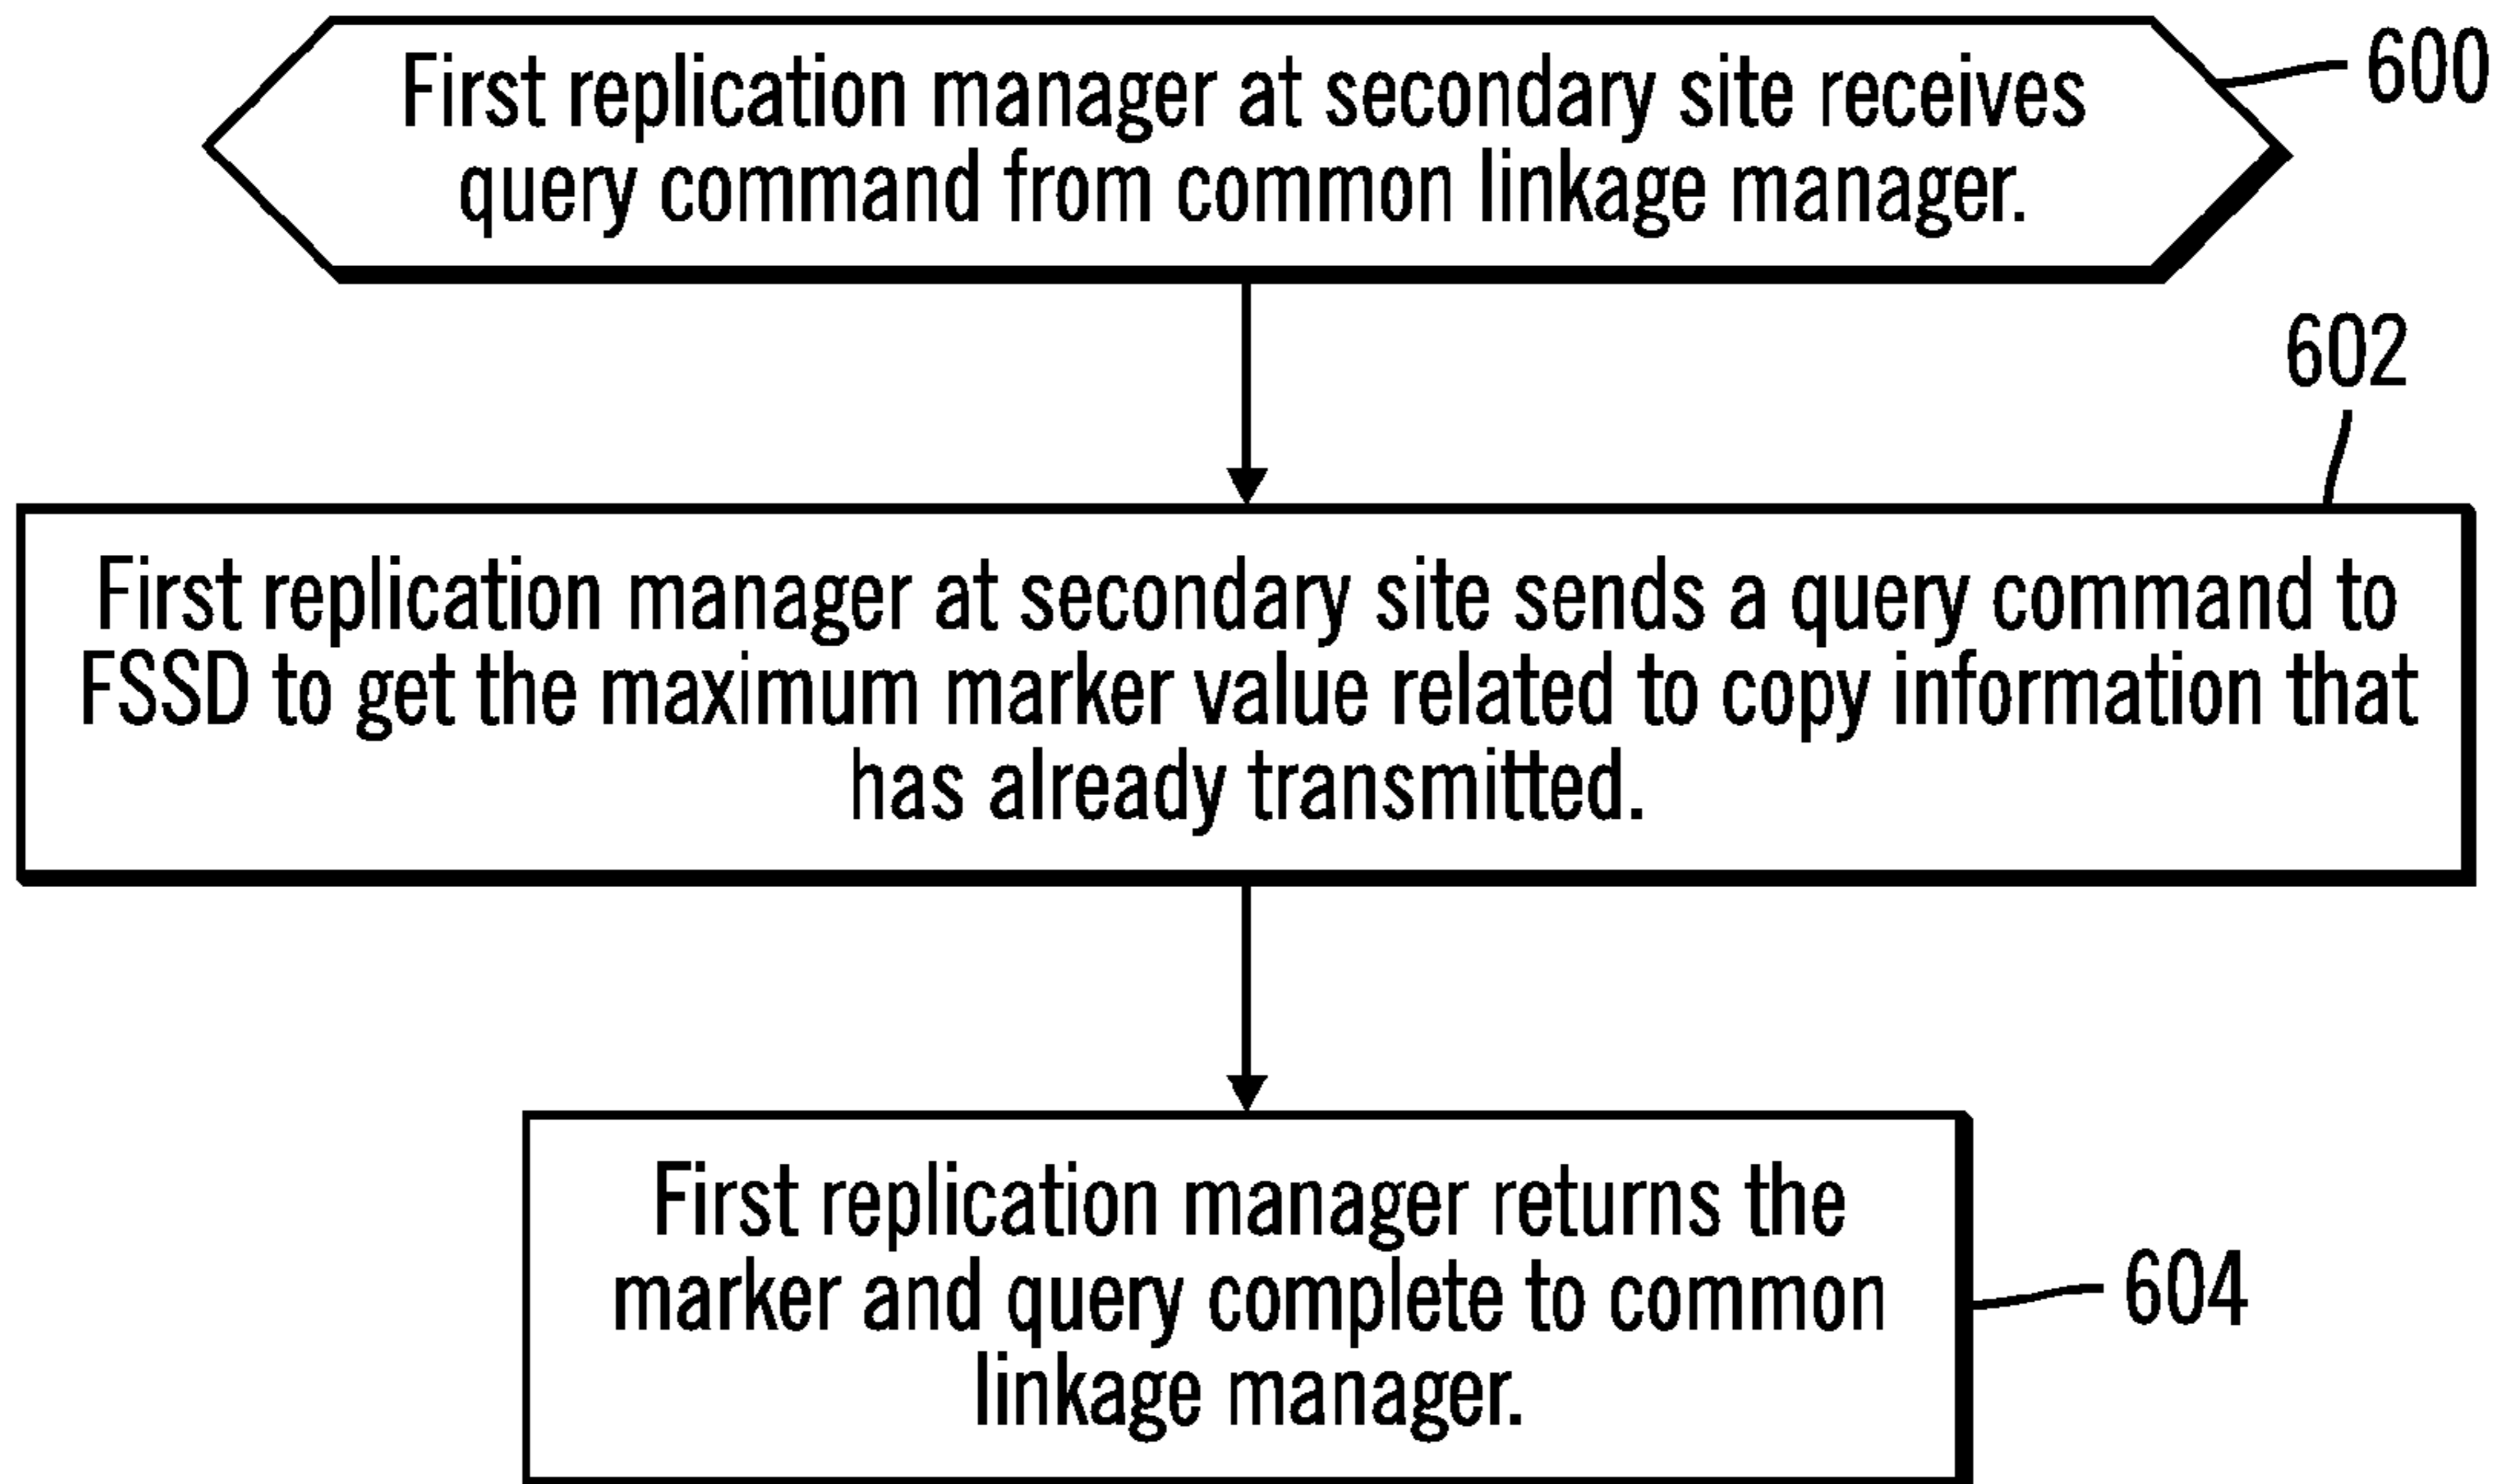 First replication manager at secondary site receives
query command from common linkage manager.
600
602
First replication manager at secondary site sends a query command to
FSSD to get the maximum marker value related to copy information that
has already transmitted.
First replication manager returns the
marker and query complete to common
linkage manager.
604